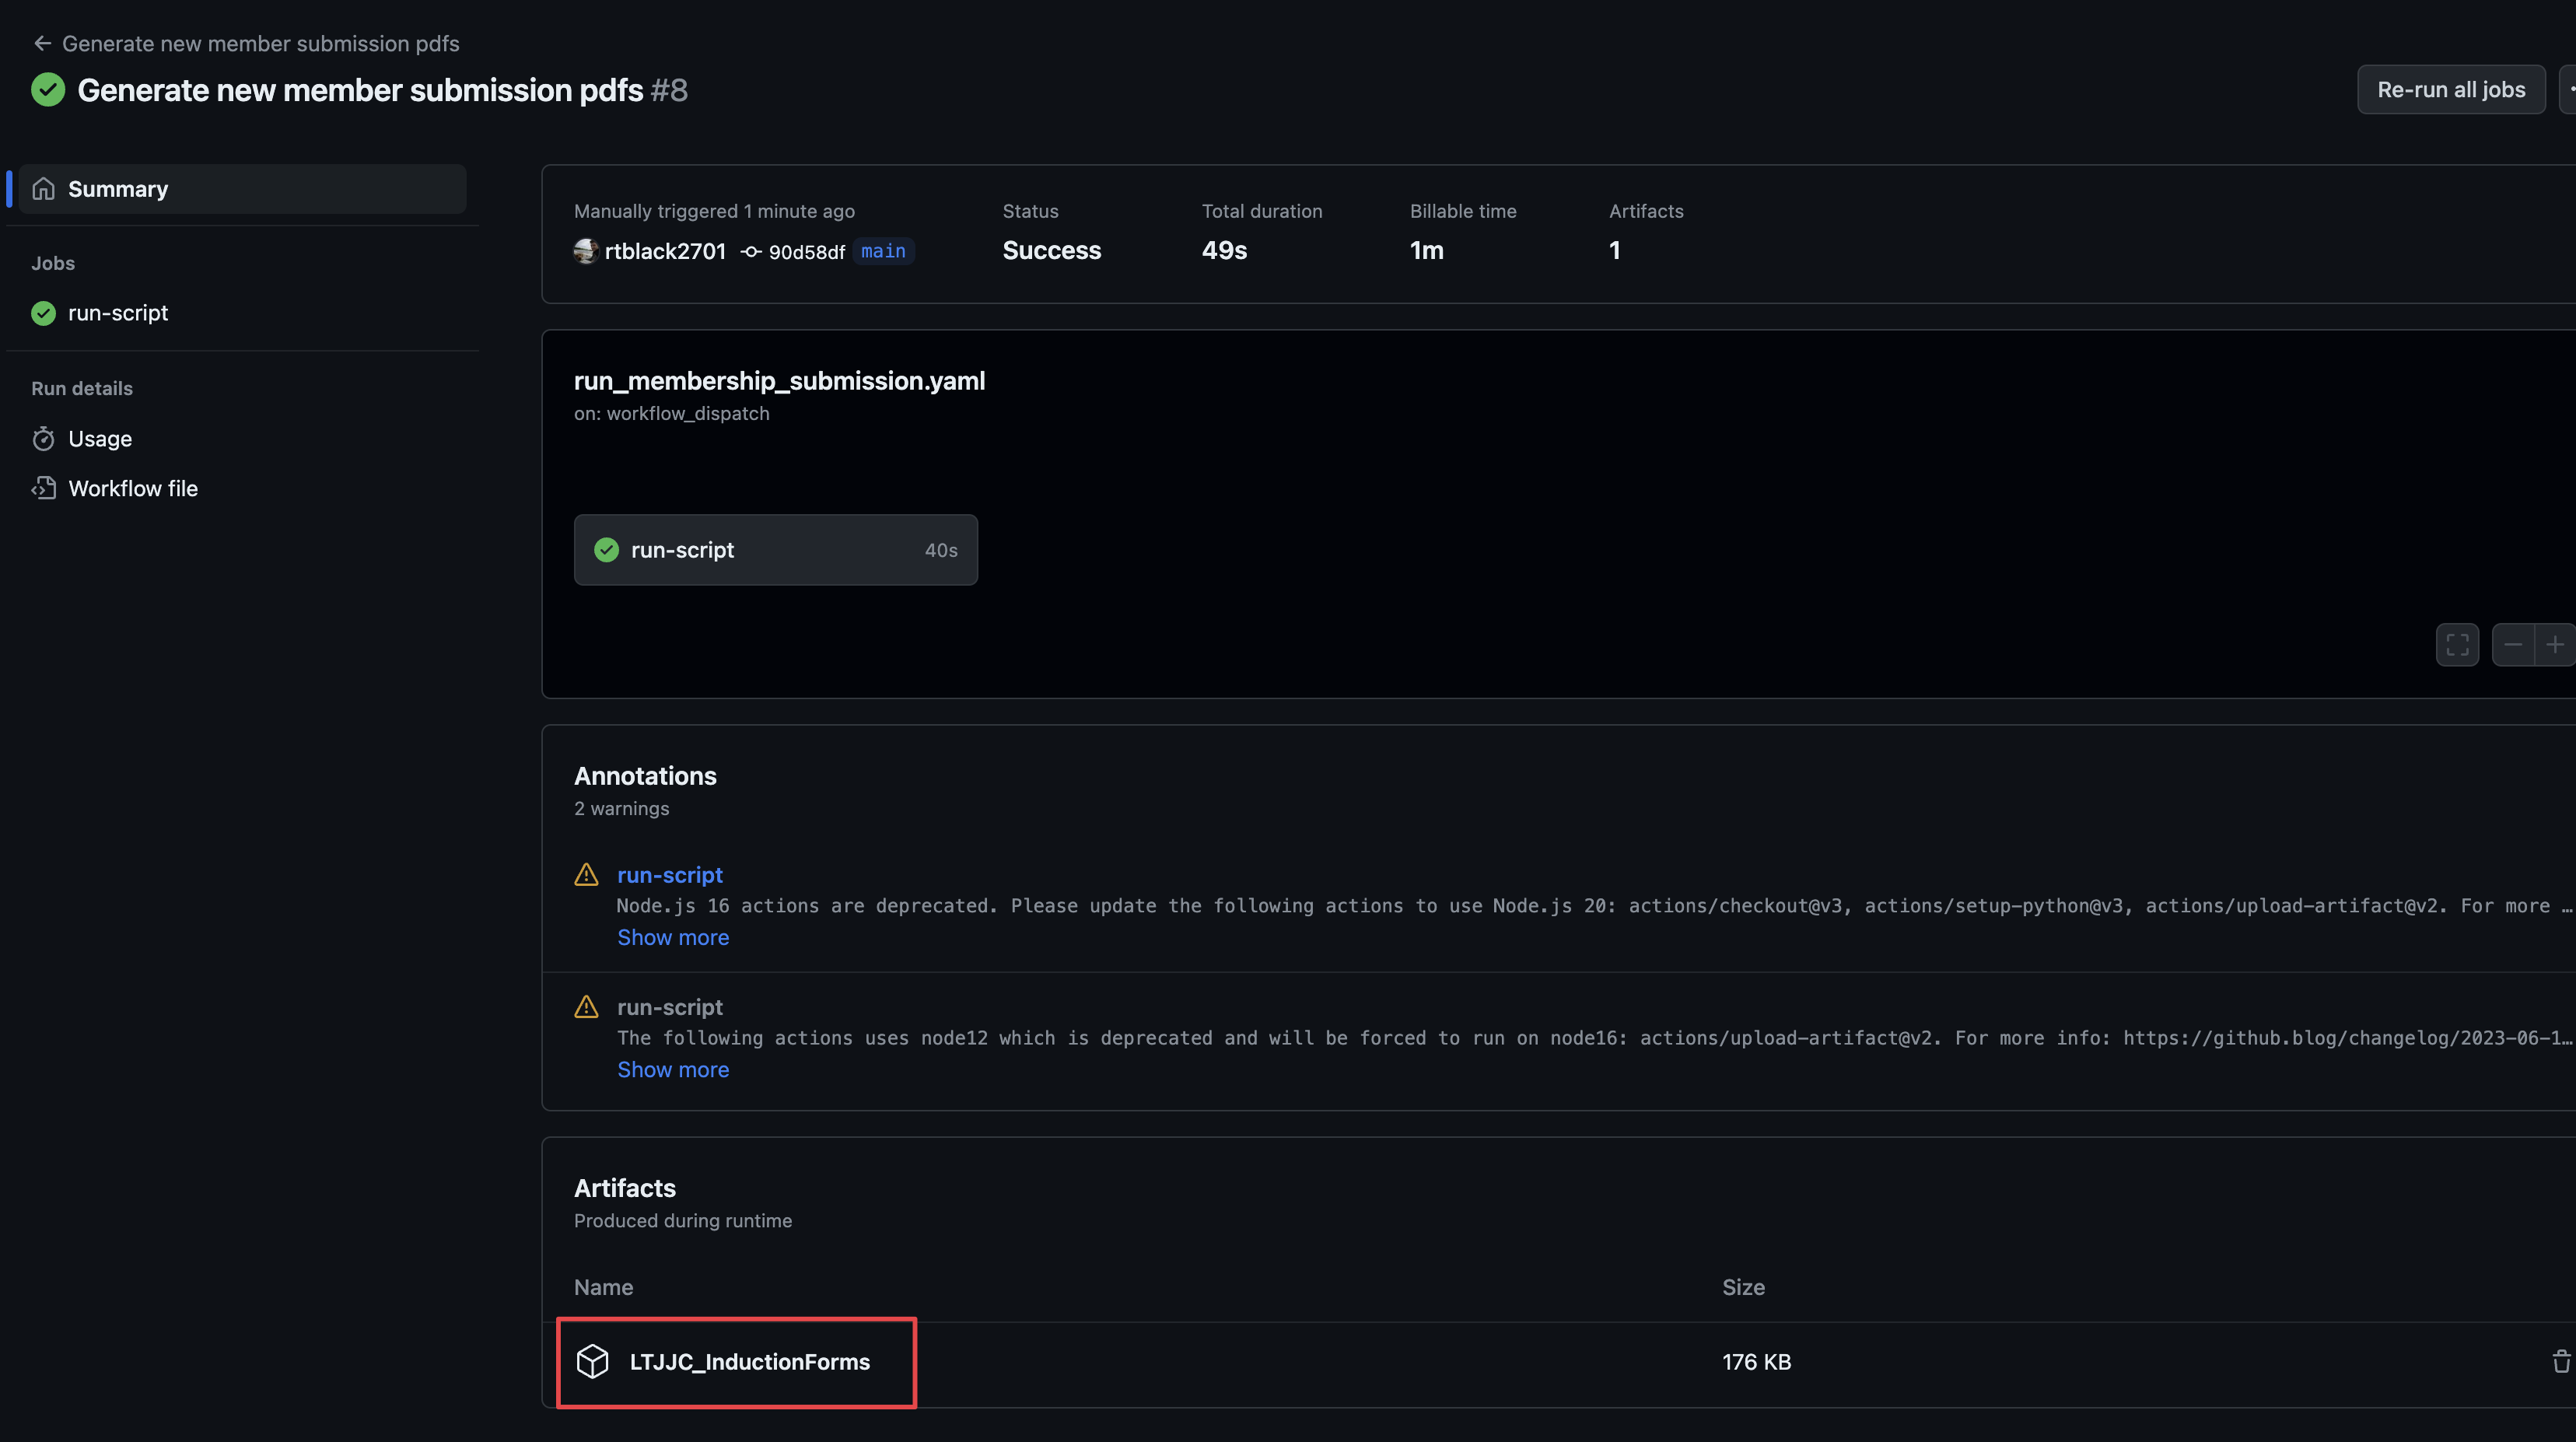 Generate new member submission pdfs
Generate new member submission pdfs #8
Re-run all jobs
Summary
Jobs
run-script
Run details
Usage
Workflow file
Manually triggered 1 minute ago
rtblack2701 90d58df main
Status
Success
Total duration
49s
Billable time
1m
Artifacts
1
run_membership_submission.yaml
on: workflow_dispatch
run-script 40s
Annotations
2 warnings
run-script
Node.js 16 actions are deprecated. Please update the following actions to use Node.js 20: actions/checkout@v3, actions/setup-python@v3, actions/upload-artifact@v2. For more …
Show more
run-script
The following actions uses node12 which is deprecated and will be forced to run on node16: actions/upload-artifact@v2. For more info: https://github.blog/changelog/2023-06-1…
Show more
Artifacts
Produced during runtime
Name Size
LTJJC_InductionForms 176 KB